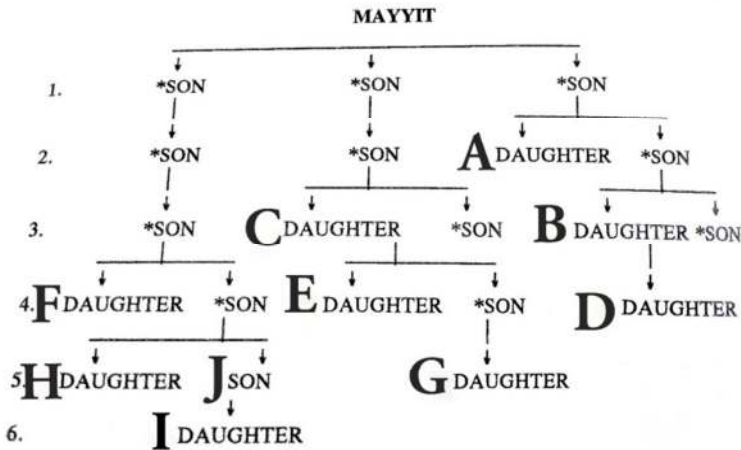 MAYYIT
1. *SON *SON *SON
2. *SON *SON A DAUGHTER *SON
3. *SON C DAUGHTER *SON B DAUGHTER *SON
4. F DAUGHTER *SON E DAUGHTER *SON D DAUGHTER
5. H DAUGHTER J SON G DAUGHTER
6. I DAUGHTER